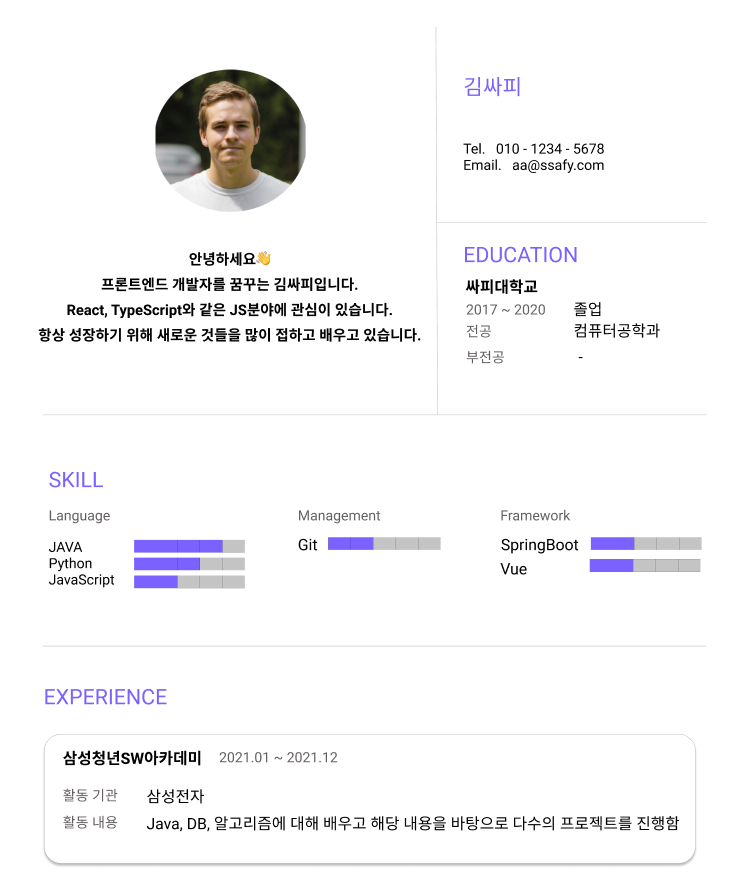 안녕하세요👋
프론트엔드 개발자를 꿈꾸는 김싸피입니다.
React, TypeScript와 같은 JS분야에 관심이 있습니다.
항상 성장하기 위해 새로운 것들을 많이 접하고 배우고 있습니다.
김싸피
Tel. 010 - 1234 - 5678
Email. aa@ssafy.com
EDUCATION
싸피대학교
2017 ~ 2020 졸업
전공 컴퓨터공학과
부전공 -
SKILL
Language
JAVA
Python
JavaScript
Management
Git
Framework
SpringBoot
Vue
EXPERIENCE
삼성청년SW아카데미 2021.01 ~ 2021.12
활동 기관 삼성전자
활동 내용 Java, DB, 알고리즘에 대해 배우고 해당 내용을 바탕으로 다수의 프로젝트를 진행함